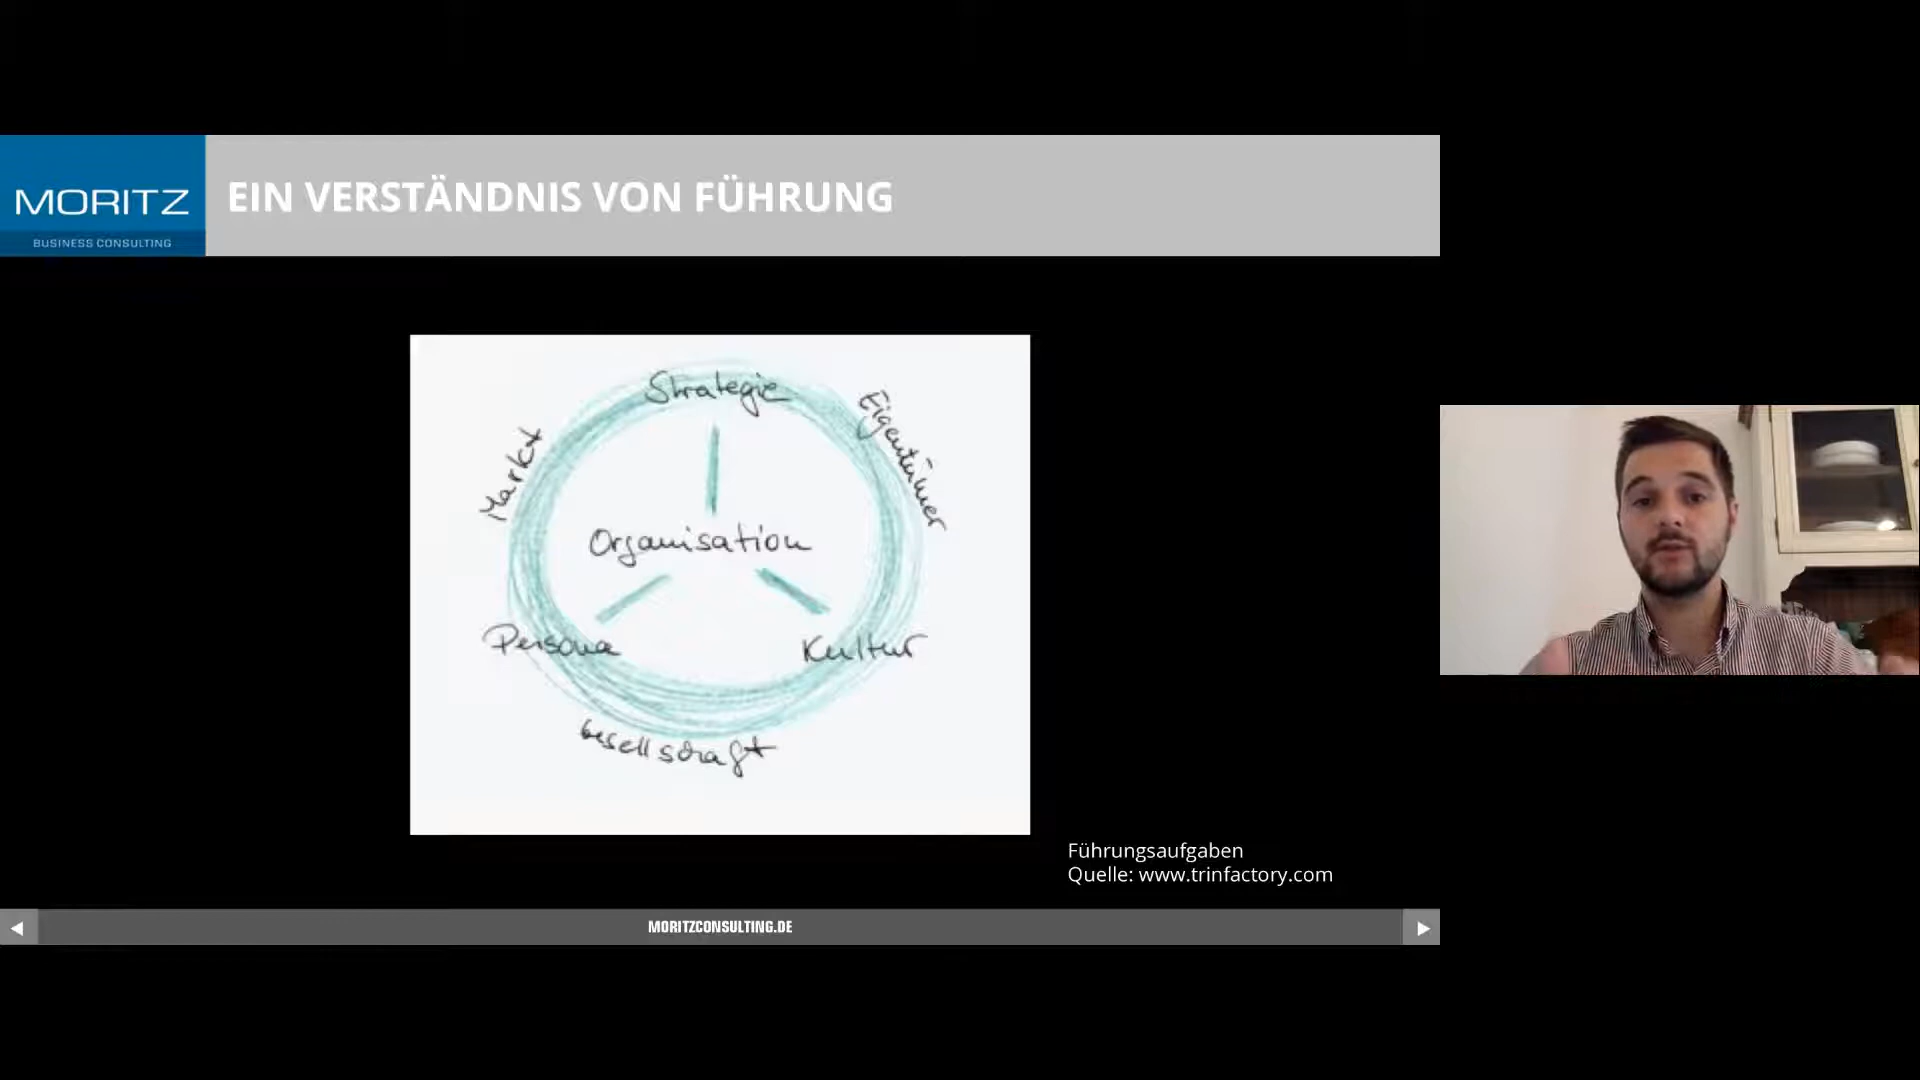 MORITZ
BUSINESS CONSULTING
EIN VERSTÄNDNIS VON FÜHRUNG
Strategie
Eigentümer
Markt
Organisation
Persona
Kultur
Gesellschaft
Führungsaufgaben
Quelle: www.trinfactory.com
MORITZCONSULTING.DE